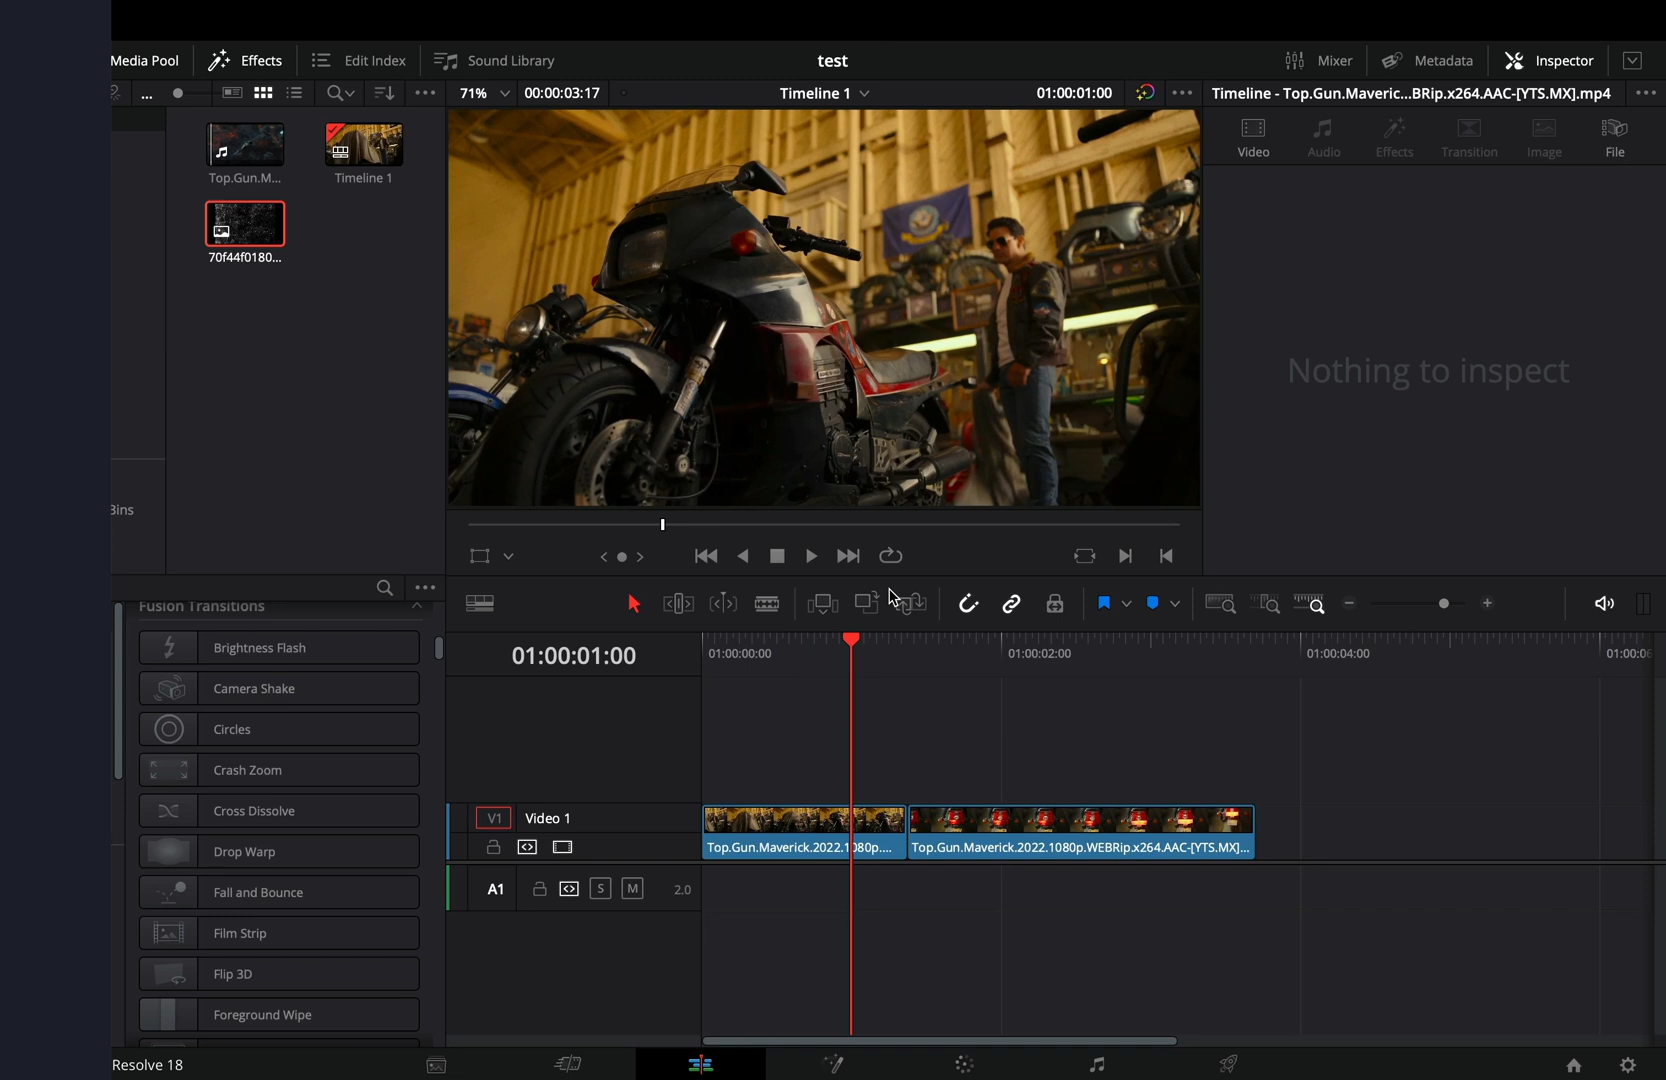 Media Pool
Effects
Edit Index
Sound Library
test
Mixer
Metadata
Inspector
...
71%
00:00:03:17
Timeline 1
01:00:01:00
Timeline - Top.Gun.Maveric...BRip.x264.AAC-[YTS.MX].mp4
Top.Gun.M...
Timeline 1
70f44f0180...
Video
Audio
Effects
Transition
Image
File
Nothing to inspect
Bins
Fusion Transitions
Brightness Flash
Camera Shake
Circles
Crash Zoom
Cross Dissolve
Drop Warp
Fall and Bounce
Film Strip
Flip 3D
Foreground Wipe
01:00:01:00
01:00:00:00
01:00:02:00
01:00:04:00
01:00:06
V1
Video 1
Top.Gun.Maverick.2022.1080p....
Top.Gun.Maverick.2022.1080p.WEBRip.x264.AAC-[YTS.MX]...
A1
S
M
2.0
Resolve 18